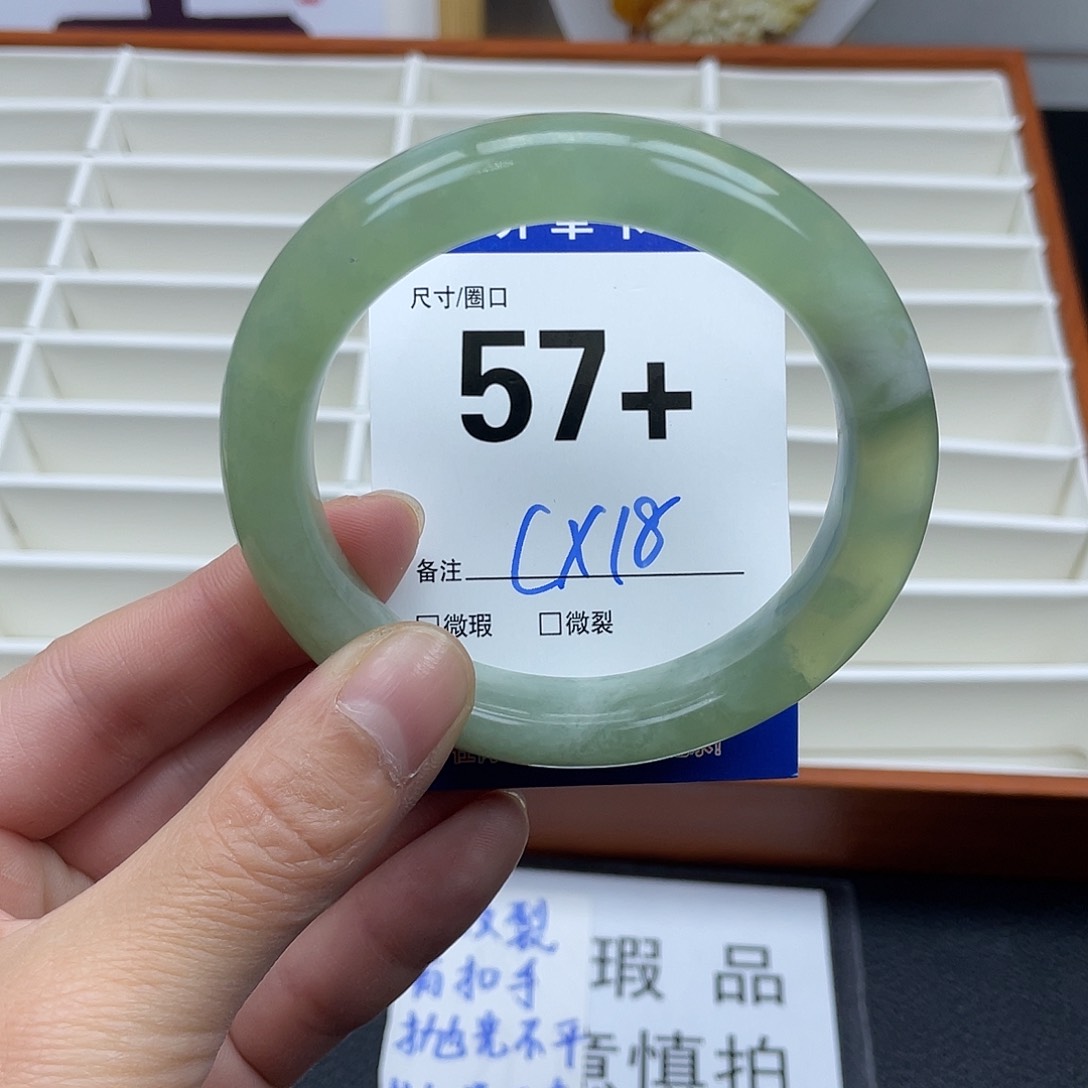 尺寸/圈口
57+
CX18
备注
□微瑕 □微裂
裂
有扣手
抛光不平
瑕品
慎拍